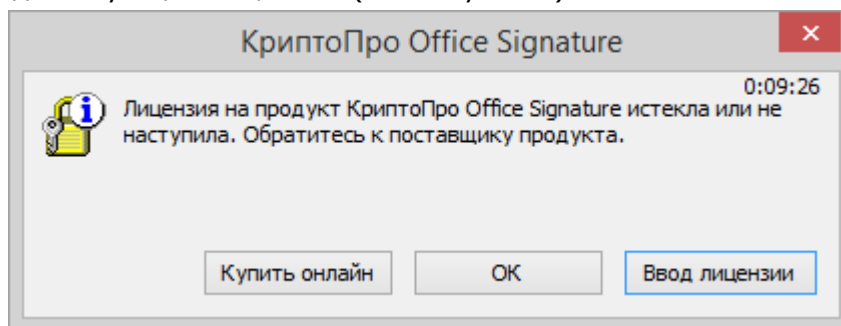 КриптоПро Office Signature
0:09:26
Лицензия на продукт КриптоПро Office Signature истекла или не
наступила. Обратитесь к поставщику продукта.
Купить онлайн
ОК
Ввод лицензии